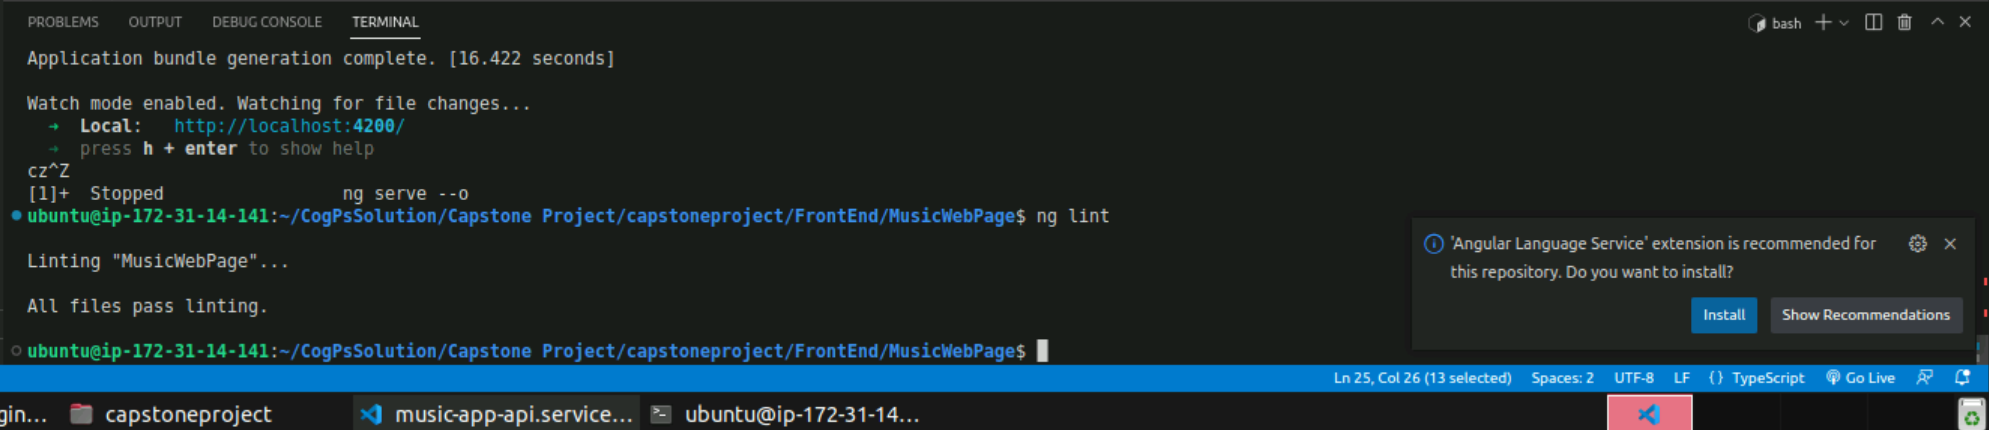 PROBLEMS OUTPUT DEBUG CONSOLE TERMINAL bash
Application bundle generation complete. [16.422 seconds]
Watch mode enabled. Watching for file changes...
➜ Local: http://localhost:4200/
➜ press h + enter to show help
cz^Z
[1]+ Stopped ng serve --o
ubuntu@ip-172-31-14-141:~/CogPsSolution/Capstone Project/capstoneproject/FrontEnd/MusicWebPage$ ng lint
Linting "MusicWebPage"...
All files pass linting.
ubuntu@ip-172-31-14-141:~/CogPsSolution/Capstone Project/capstoneproject/FrontEnd/MusicWebPage$
'Angular Language Service' extension is recommended for
this repository. Do you want to install?
Install Show Recommendations
Ln 25, Col 26 (13 selected) Spaces: 2 UTF-8 LF {} TypeScript Go Live
gin... capstoneproject music-app-api.service... ubuntu@ip-172-31-14...